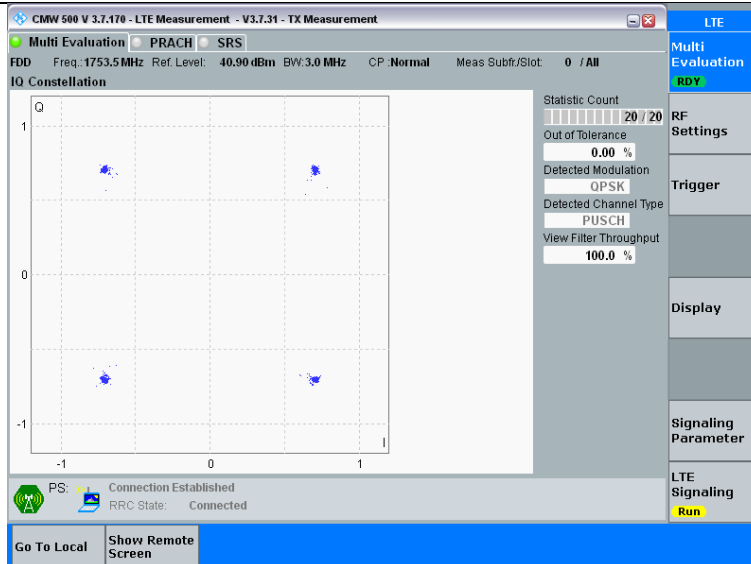 CMW 500 V 3.7.170 - LTE Measurement - V3.7.31 - TX Measurement
LTE
Multi Evaluation PRACH SRS
FDD Freq.: 1753.5 MHz Ref. Level: 40.90 dBm BW: 3.0 MHz CP : Normal Meas Subfr./Slot: 0 / All
IQ Constellation
Q
1
0
-1
-1 0 1
I
Statistic Count
20 / 20
Out of Tolerance
0.00 %
Detected Modulation
QPSK
Detected Channel Type
PUSCH
View Filter Throughput
100.0 %
Multi
Evaluation
RDY
RF
Settings
Trigger
Display
Signaling
Parameter
LTE
Signaling
Run
PS: Connection Established
RRC State: Connected
Go To Local
Show Remote
Screen